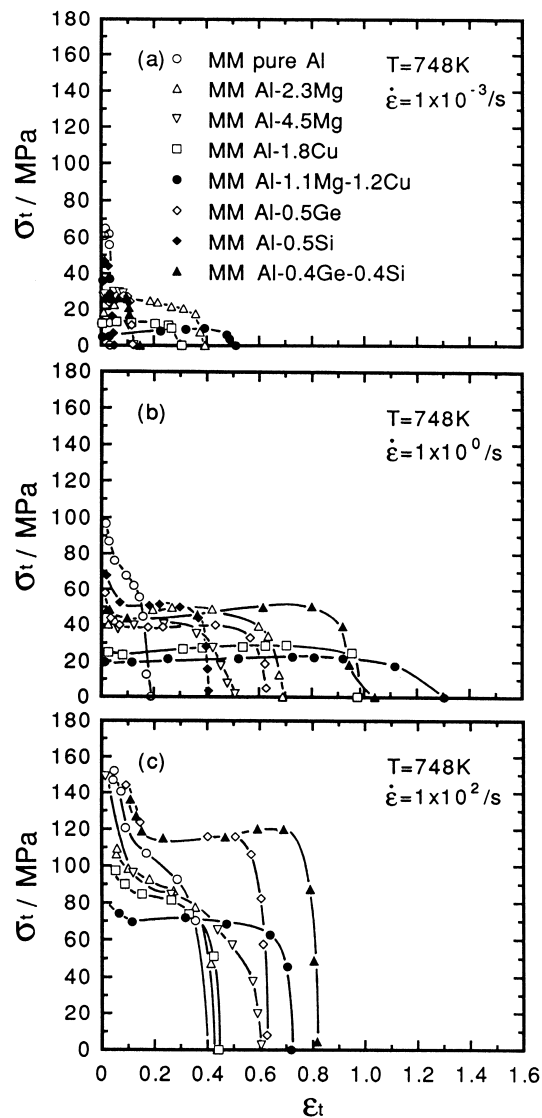 180
160
140
120
100
80
60
40
20
0
σt / MPa
(a)
MM pure Al
MM Al-2.3Mg
MM Al-4.5Mg
MM Al-1.8Cu
MM Al-1.1Mg-1.2Cu
MM Al-0.5Ge
MM Al-0.5Si
MM Al-0.4Ge-0.4Si
T=748K
ε̇=1x10⁻³/s
180
160
140
120
100
80
60
40
20
0
σt / MPa
(b)
T=748K
ε̇=1x10⁰/s
180
160
140
120
100
80
60
40
20
0
σt / MPa
(c)
T=748K
ε̇=1x10²/s
0 0.2 0.4 0.6 0.8 1.0 1.2 1.4 1.6
εt